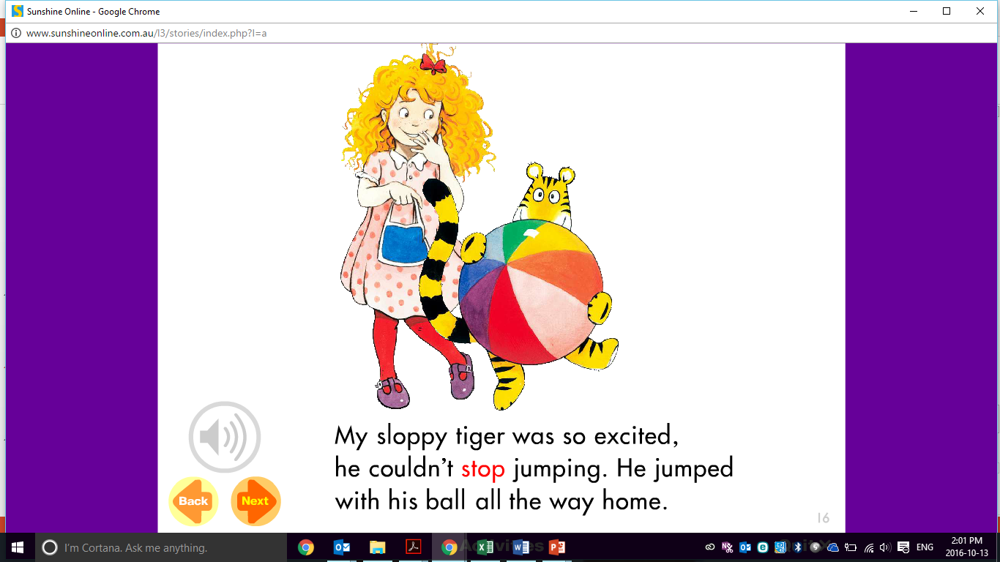 Sunshine Online - Google Chrome
www.sunshineonline.com.au/l3/stories/index.php?l=a
My sloppy tiger was so excited,
he couldn't stop jumping. He jumped
with his ball all the way home.
Back
Next
16
I'm Cortana. Ask me anything.
ENG
2:01 PM
2016-10-13